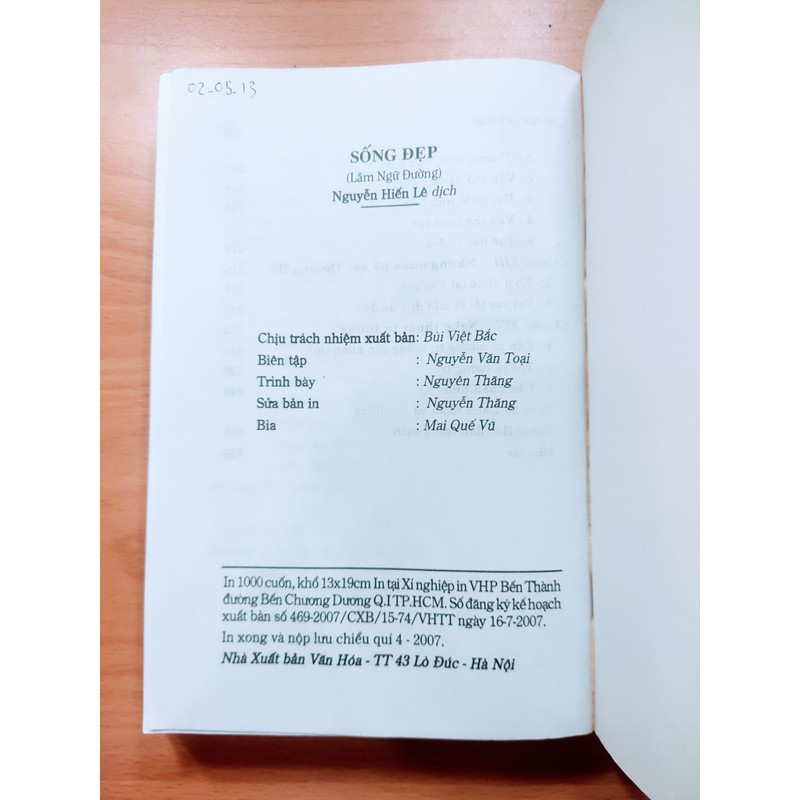 02-05-13
SỐNG ĐẸP
(Lâm Ngữ Đường)
Nguyễn Hiến Lê dịch
Chịu trách nhiệm xuất bản: Bùi Việt Bắc
Biên tập : Nguyễn Văn Toại
Trình bày : Nguyên Thăng
Sửa bản in : Nguyễn Thăng
Bìa : Mai Quế Vũ
In 1000 cuốn, khổ 13x19cm In tại Xí nghiệp in VHP Bến Thành
đường Bến Chương Dương Q.I TP.HCM. Số đăng ký kế hoạch
xuất bản số 469-2007/CXB/15-74/VHTT ngày 16-7-2007.
In xong và nộp lưu chiểu quí 4 - 2007.
Nhà Xuất bản Văn Hóa - TT 43 Lò Đúc - Hà Nội